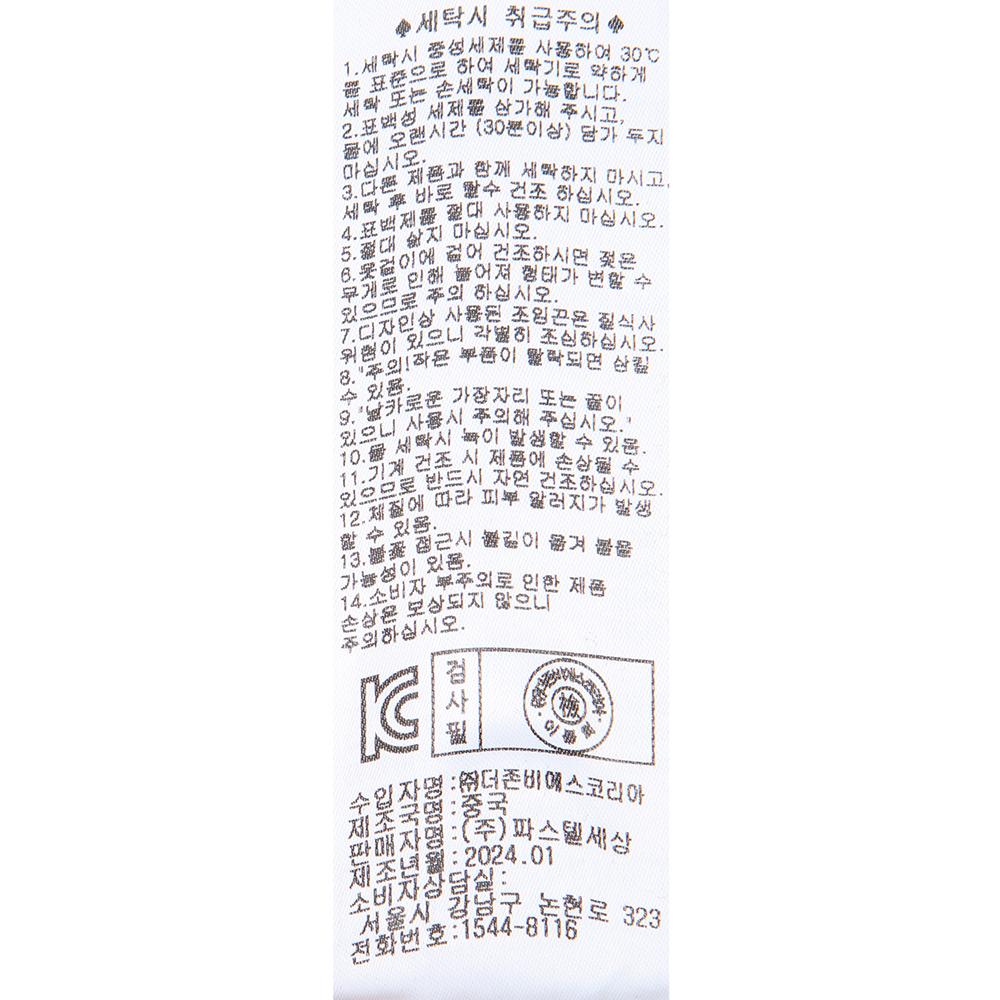 ♠세탁시 취급주의♠
1.세탁시 중성세제를 사용하여 30℃
를 표준으로 하여 세탁기로 약하게
세탁 또는 손세탁이 가능합니다.
2.표백성 세제를 삼가해 주시고,
물에 오랜시간 (30분이상) 담가 두지
마십시오.
3.다른 제품과 함께 세탁하지 마시고,
세탁 후 바로 탈수 건조 하십시오.
4.표백제를 절대 사용하지 마십시오.
5.절대 삶지 마십시오.
6.옷걸이에 걸어 건조하시면 젖은
무게로 인해 늘어져 형태가 변할 수
있으므로 주의 하십시오.
7.디자인상 사용된 조임끈은 질식사
위험이 있으니 각별히 조심하십시오.
8."주의!작은 부품이 탈락되면 삼킬
수 있음.
9."날카로운 가장자리 또는 끝이
있으니 사용시 주의해 주십시오."
10.물 세탁시 녹이 발생할 수 있음.
11.기계 건조 시 제품에 손상될 수
있으므로 반드시 자연 건조하십시오.
12.재질에 따라 피부 알러지가 발생
할 수 있음.
13.불꽃 접근시 불길이 옮겨 붙을
가능성이 있음.
14.소비자 부주의로 인한 제품
손상은 보상되지 않으니
주의하십시오.
검
사
필
檢
수입자명:㈜더존비에스코리아
제조국명:중국
판매자명:(주)파스텔세상
제조년월:2024.01
소비자상담실:
서울시 강남구 논현로 323
전화번호:1544-8116